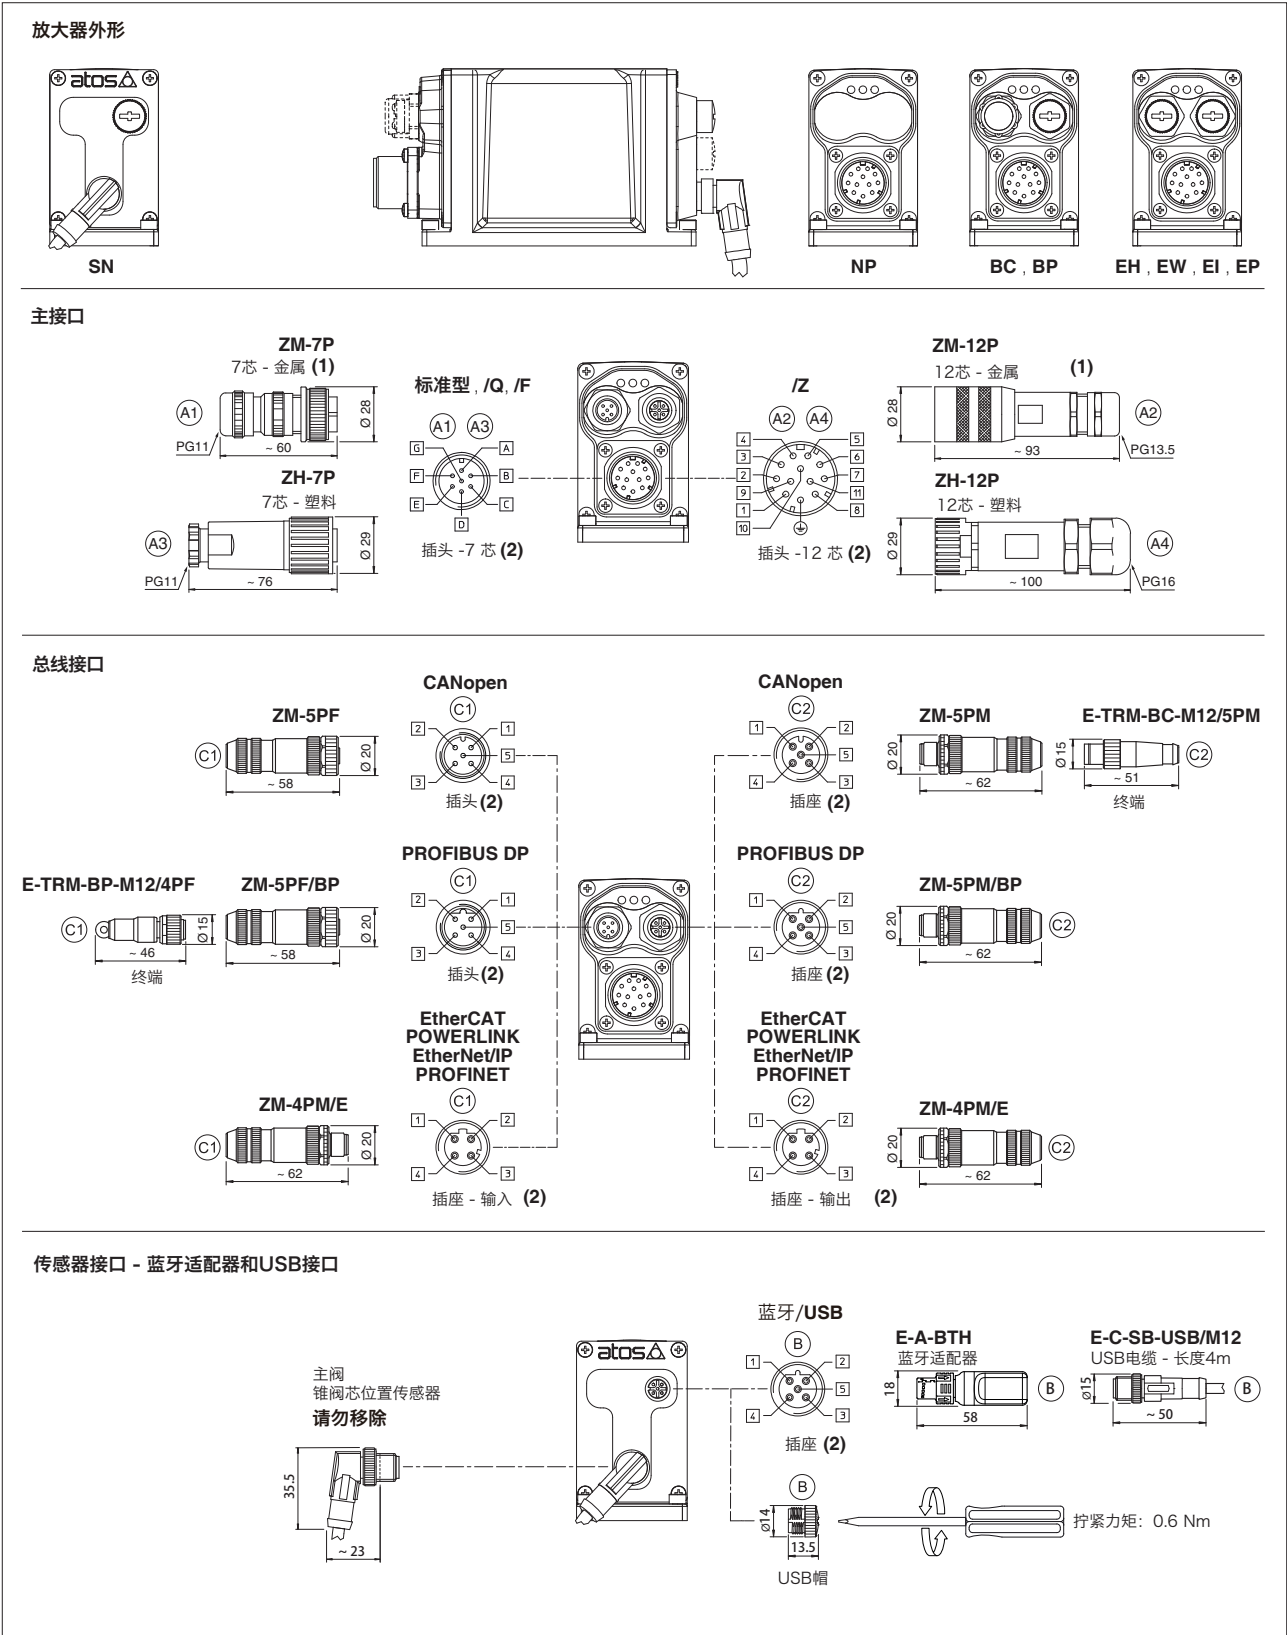 放大器外形
atos
SN
NP
BC , BP
EH , EW , EI , EP
主接口
ZM-7P
7芯 - 金属 (1)
A1
Ø 28
PG11
~ 60
ZH-7P
7芯 - 塑料
A3
Ø 29
PG11
~ 76
标准型 , /Q, /F
A1 A3
G A
F B
E C
D
插头 -7 芯 (2)
/Z
A2 A4
4 5
3 6
2 7
9 11
1 8
10
插头 -12 芯 (2)
ZM-12P
12芯 - 金属 (1)
Ø 28
A2
~ 93
PG13.5
ZH-12P
12芯 - 塑料
Ø 29
A4
~ 100
PG16
总线接口
ZM-5PF
C1
Ø 20
~ 58
CANopen
C1
2 1
5
3 4
插头 (2)
CANopen
C2
1 2
5
4 3
插座 (2)
ZM-5PM
Ø 20
~ 62
E-TRM-BC-M12/5PM
Ø 15
C2
~ 51
终端
E-TRM-BP-M12/4PF
C1
Ø 15
~ 46
终端
ZM-5PF/BP
Ø 20
~ 58
PROFIBUS DP
C1
2 1
5
3 4
插头 (2)
PROFIBUS DP
C2
1 2
5
4 3
插座 (2)
ZM-5PM/BP
Ø 20
C2
~ 62
ZM-4PM/E
C1
Ø 20
~ 62
EtherCAT
POWERLINK
EtherNet/IP
PROFINET
C1
1 2
4 3
插座 - 输入 (2)
EtherCAT
POWERLINK
EtherNet/IP
PROFINET
C2
1 2
4 3
插座 - 输出 (2)
ZM-4PM/E
Ø 20
C2
~ 62
传感器接口 - 蓝牙适配器和USB接口
主阀
锥阀芯位置传感器
请勿移除
35.5
~ 23
atos
蓝牙/USB
B
1 2
5
4 3
插座 (2)
E-A-BTH
蓝牙适配器
18
B
58
E-C-SB-USB/M12
USB电缆 - 长度4m
Ø15
B
~ 50
B
Ø14
13.5
USB帽
拧紧力矩: 0.6 Nm